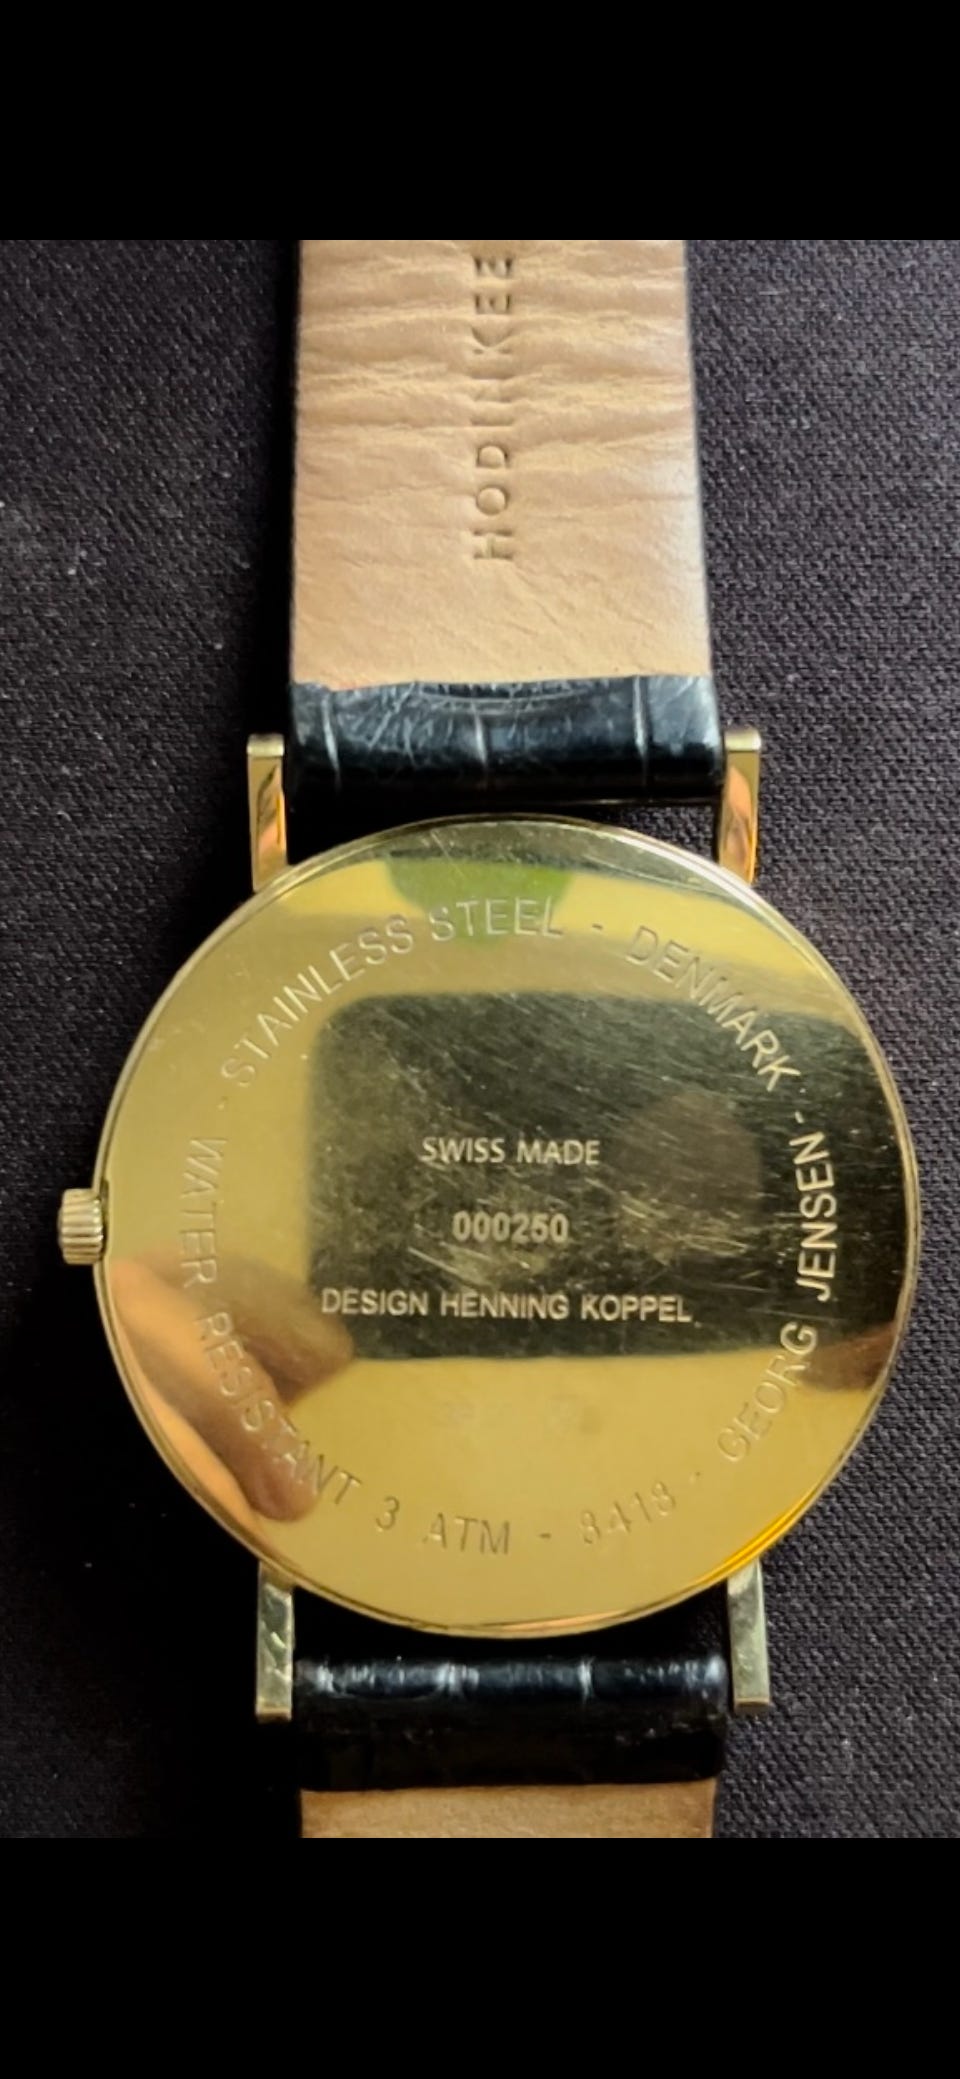 HODINKEE
STAINLESS STEEL - DENMARK - GEORG JENSEN - 8418 - WATER RESISTANT 3 ATM -
SWISS MADE
000250
DESIGN HENNING KOPPEL